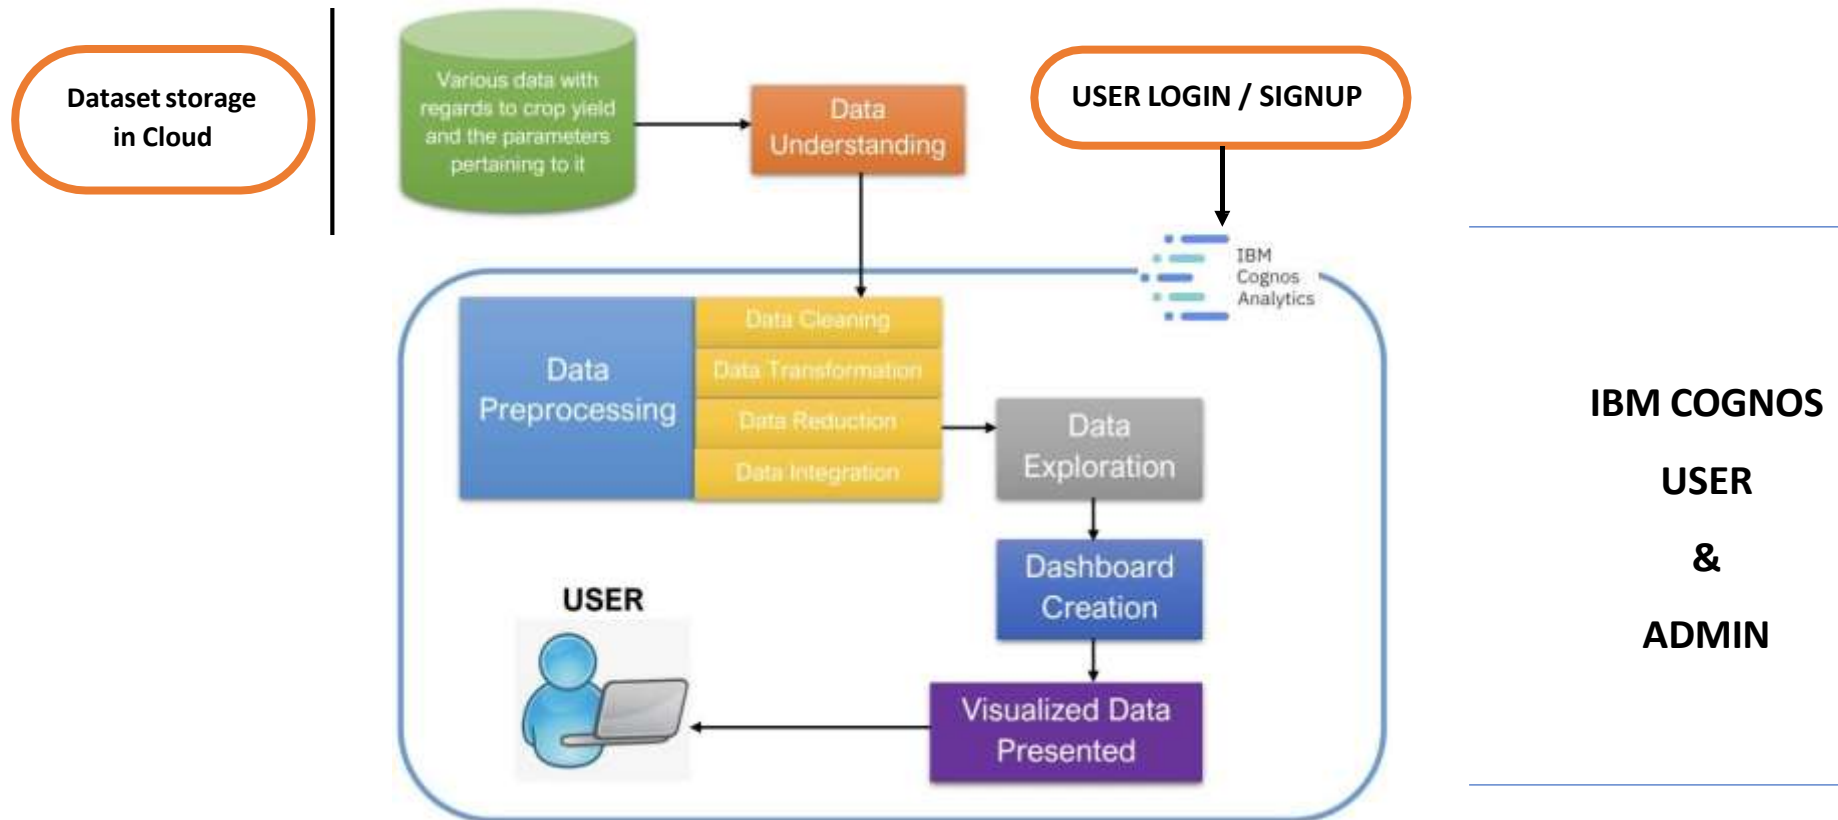 Dataset storage
in Cloud
Various data with
regards to crop yield
and the parameters
pertaining to it
Data
Understanding
USER LOGIN / SIGNUP
IBM
Cognos
Analytics
Data
Preprocessing
Data Cleaning
Data Transformation
Data Reduction
Data Integration
Data
Exploration
Dashboard
Creation
Visualized Data
Presented
USER
IBM COGNOS
USER
&
ADMIN